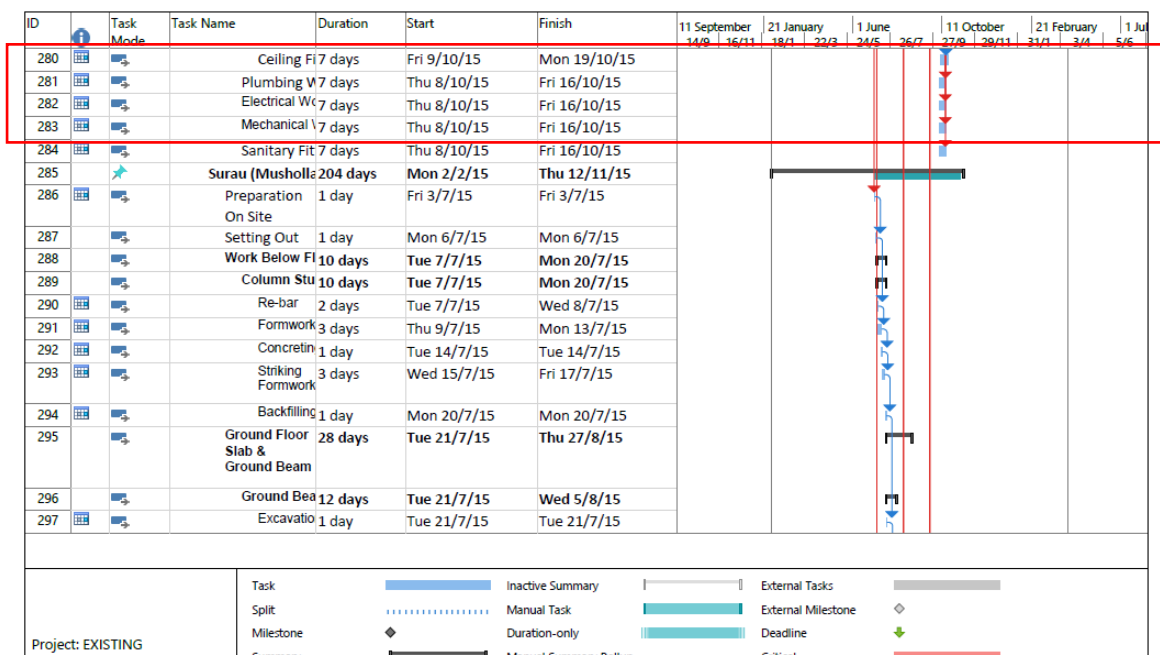 ID Task Mode Task Name Duration Start Finish 11 September 21 January 1 June 11 October 21 February 1 Jul
14/9 16/11 18/1 22/3 24/5 26/7 27/9 29/11 31/1 3/4 5/6
280 Ceiling Fi 7 days Fri 9/10/15 Mon 19/10/15
281 Plumbing W 7 days Thu 8/10/15 Fri 16/10/15
282 Electrical Wo 7 days Thu 8/10/15 Fri 16/10/15
283 Mechanical 7 days Thu 8/10/15 Fri 16/10/15
284 Sanitary Fit 7 days Thu 8/10/15 Fri 16/10/15
285 Surau (Musholla 204 days Mon 2/2/15 Thu 12/11/15
286 Preparation 1 day Fri 3/7/15 Fri 3/7/15
On Site
287 Setting Out 1 day Mon 6/7/15 Mon 6/7/15
288 Work Below Fl 10 days Tue 7/7/15 Mon 20/7/15
289 Column Stu 10 days Tue 7/7/15 Mon 20/7/15
290 Re-bar 2 days Tue 7/7/15 Wed 8/7/15
291 Formwork 3 days Thu 9/7/15 Mon 13/7/15
292 Concretin 1 day Tue 14/7/15 Tue 14/7/15
293 Striking 3 days Wed 15/7/15 Fri 17/7/15
Formwork
294 Backfilling 1 day Mon 20/7/15 Mon 20/7/15
295 Ground Floor 28 days Tue 21/7/15 Thu 27/8/15
Slab &
Ground Beam
296 Ground Bea 12 days Tue 21/7/15 Wed 5/8/15
297 Excavatio 1 day Tue 21/7/15 Tue 21/7/15
Task Inactive Summary External Tasks
Split Manual Task External Milestone
Milestone Duration-only Deadline
Project: EXISTING
Summary Manual Summary Rollup Critical